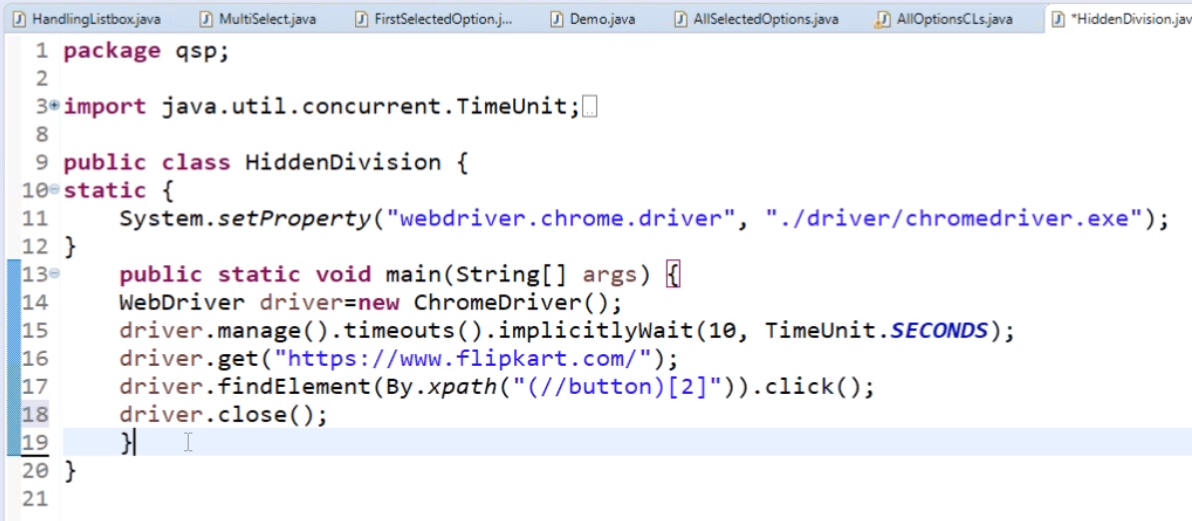 HandlingListbox.java MultiSelect.java FirstSelectedOption.j... Demo.java AllSelectedOptions.java AllOptionsCLs.java *HiddenDivision.jav
1 package qsp;
2
3 import java.util.concurrent.TimeUnit;
8
9 public class HiddenDivision {
10 static {
11     System.setProperty("webdriver.chrome.driver", "./driver/chromedriver.exe");
12 }
13     public static void main(String[] args) {
14     WebDriver driver=new ChromeDriver();
15     driver.manage().timeouts().implicitlyWait(10, TimeUnit.SECONDS);
16     driver.get("https://www.flipkart.com/");
17     driver.findElement(By.xpath("(//button)[2]")).click();
18     driver.close();
19     }
20 }
21